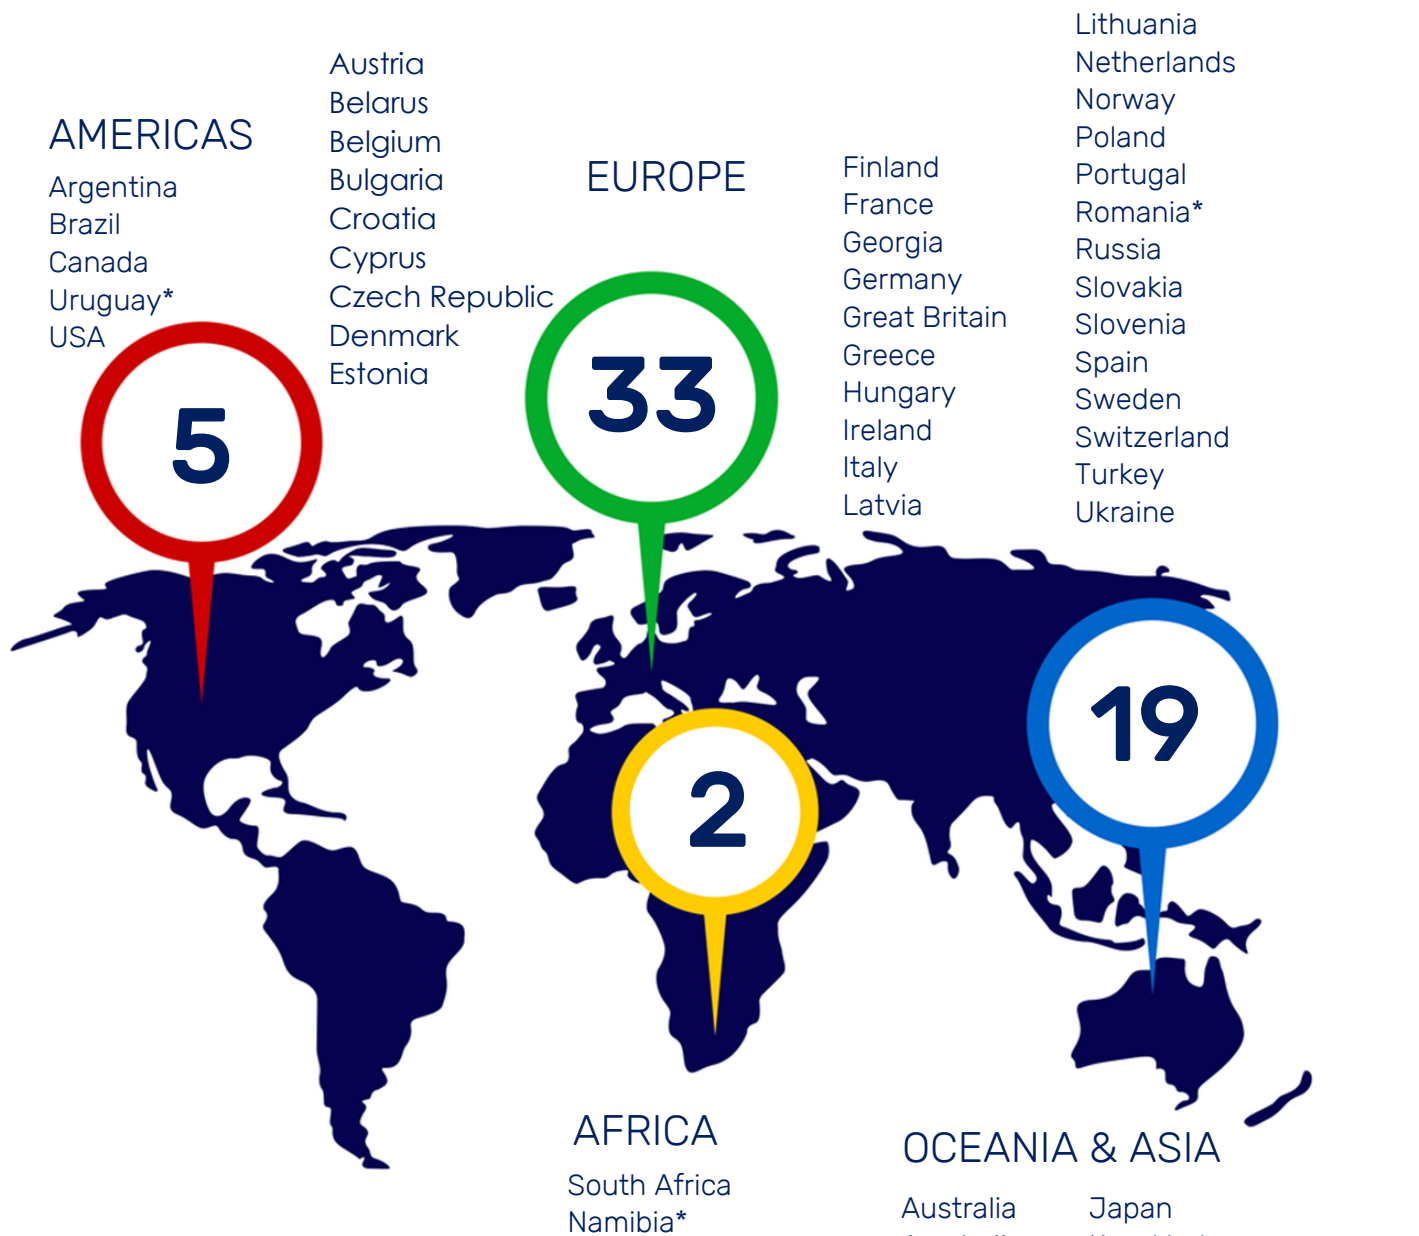 AMERICAS
Argentina
Brazil
Canada
Uruguay*
USA
5
Austria
Belarus
Belgium
Bulgaria
Croatia
Cyprus
Czech Republic
Denmark
Estonia
EUROPE
33
Finland
France
Georgia
Germany
Great Britain
Greece
Hungary
Ireland
Italy
Latvia
Lithuania
Netherlands
Norway
Poland
Portugal
Romania*
Russia
Slovakia
Slovenia
Spain
Sweden
Switzerland
Turkey
Ukraine
2
AFRICA
South Africa
Namibia*
19
OCEANIA & ASIA
Australia
Japan